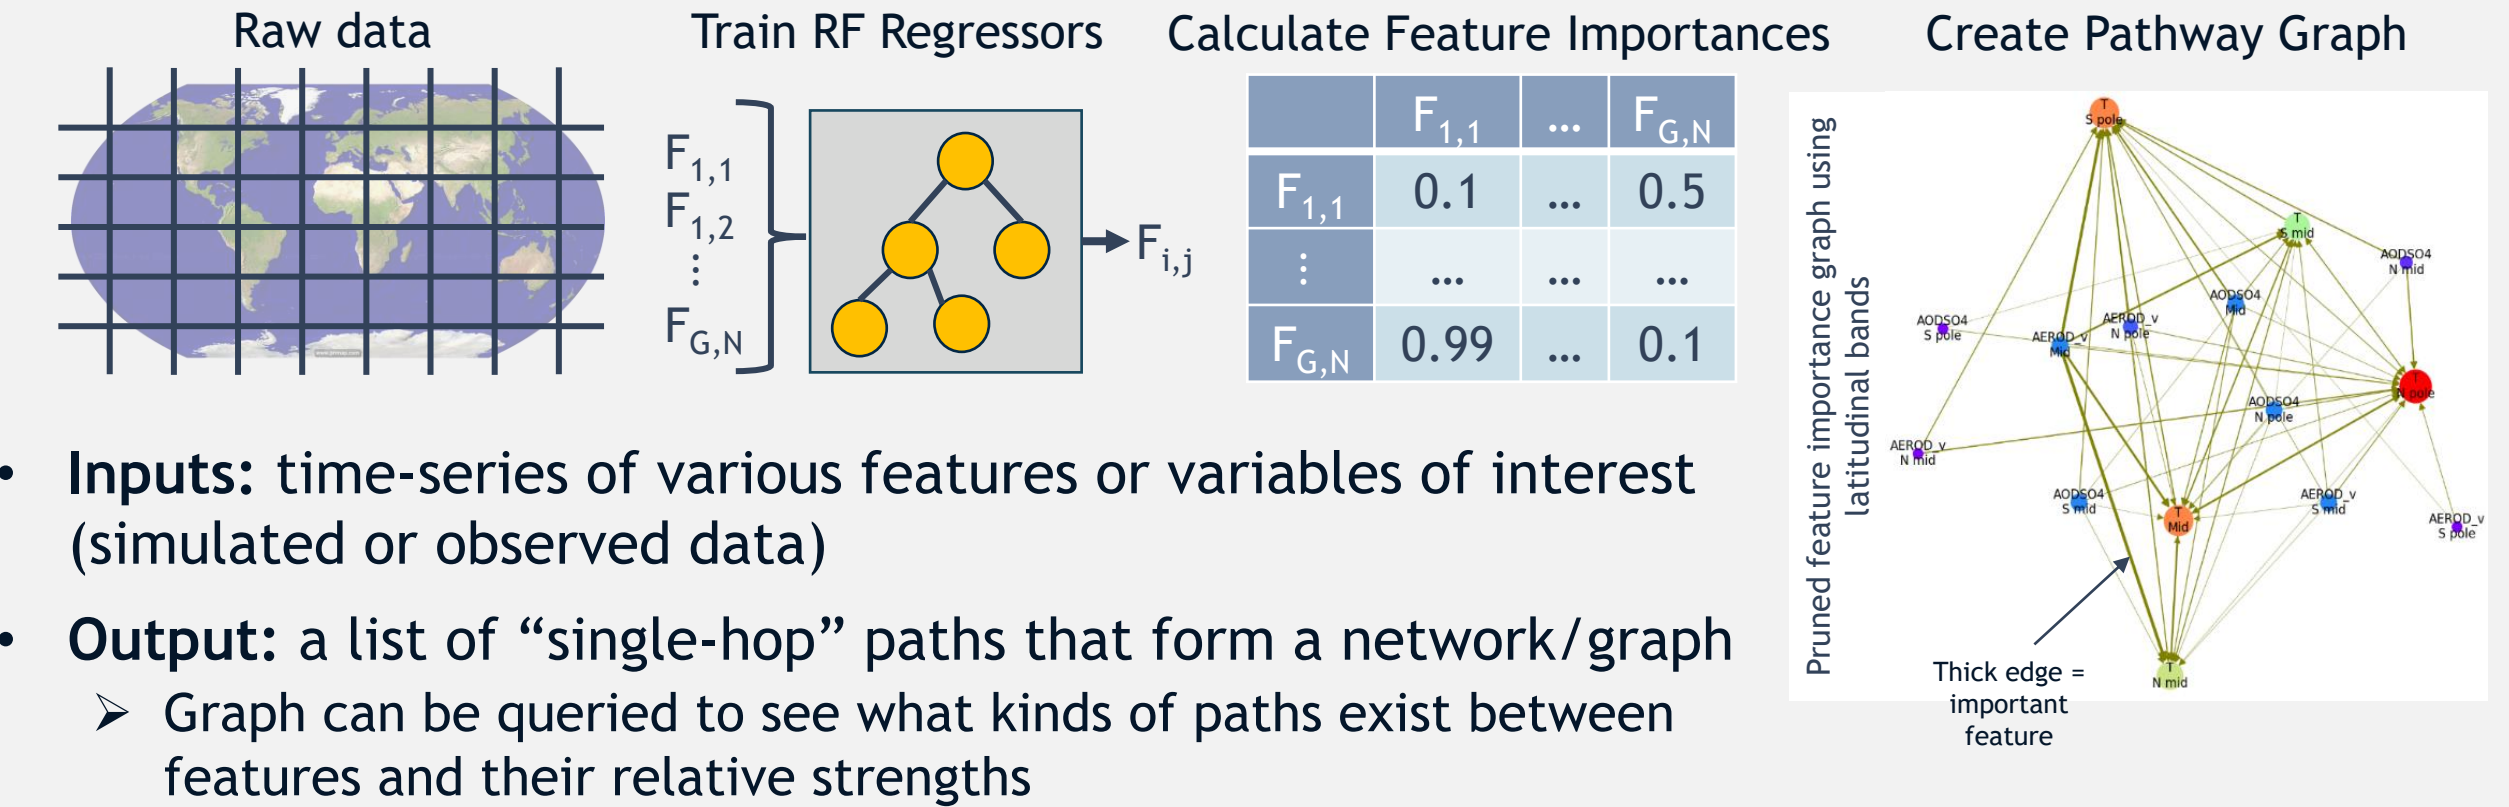 Raw data
Train RF Regressors
Calculate Feature Importances
Create Pathway Graph
F1,1
F1,2
⋮
FG,N
Fi,j
F1,1 … FG,N
F1,1 0.1 … 0.5
⋮ … … …
FG,N 0.99 … 0.1
Pruned feature importance graph using
latitudinal bands
T
S pole
T
S mid
AODSO4
N mid
AODSO4
Mid
AODSO4
S pole
AEROD_v
N pole
AEROD_v
Mid
T
N pole
AODSO4
N pole
AEROD_v
N mid
AODSO4
S mid
AEROD_v
S mid
T
Mid
AEROD_v
S pole
T
N mid
Thick edge =
important
feature
• Inputs: time-series of various features or variables of interest
(simulated or observed data)
• Output: a list of “single-hop” paths that form a network/graph
➢ Graph can be queried to see what kinds of paths exist between
features and their relative strengths